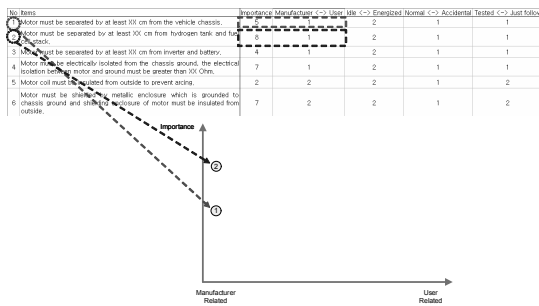 No Items Importance Manufacturer <-> User Idle <-> Energized Normal <-> Accidental Tested <-> Just follow
1 Motor must be separated by at least XX cm from the vehicle chassis. 5 1 2 1 1
2 Motor must be separated by at least XX cm from hydrogen tank and fuel
cell stack. 8 1 2 1 1
3 Motor must be separated by at least XX cm from inverter and battery. 4 1 2 1 1
4 Motor must be electrically isolated from the chassis ground, the electrical
isolation between motor and ground must be greater than XX Ohm. 7 1 2 1 1
5 Motor coil must be insulated from outside to prevent arcing. 2 2 2 1 2
6 Motor must be shielded by metallic enclosure which is grounded to
chassis ground and shielding enclosure of motor must be insulated from
outside. 7 2 2 1 2
Importance
2
1
Manufacturer
Related
User
Related